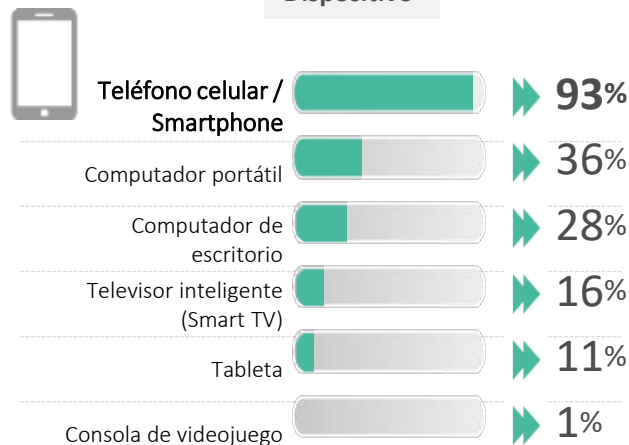 Dispositivo
Teléfono celular /
Smartphone
93%
Computador portátil
36%
Computador de
escritorio
28%
Televisor inteligente
(Smart TV)
16%
Tableta
11%
Consola de videojuego
1%